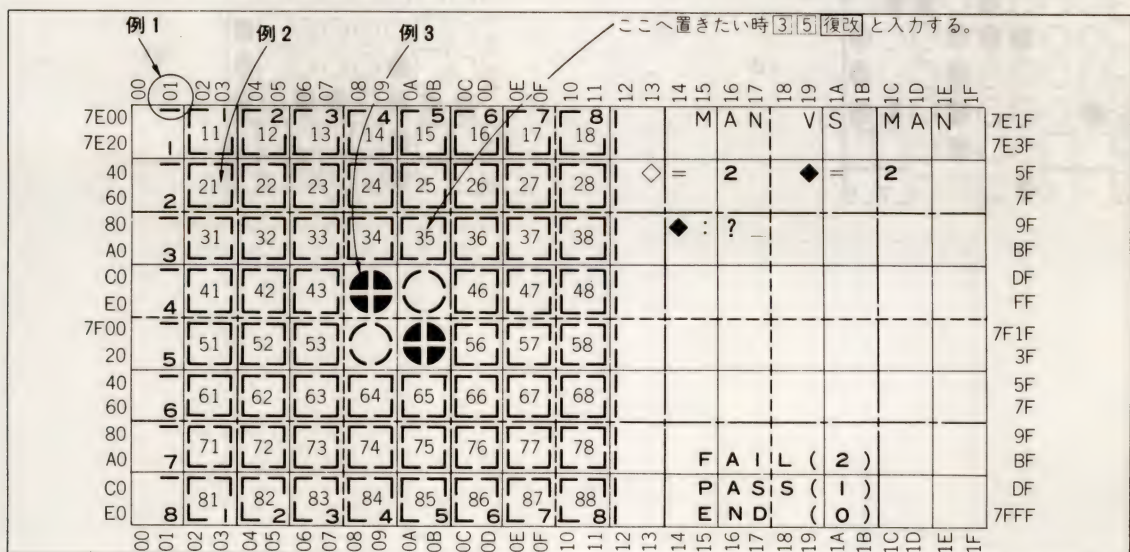 例1 例2 例3 ここへ置きたい時 3 5 復改 と入力する。
00 01 02 03 04 05 06 07 08 09 0A 0B 0C 0D 0E 0F 10 11 12 13 14 15 16 17 18 19 1A 1B 1C 1D 1E 1F
7E00 1 2 3 4 5 6 7 8 M A N V S M A N 7E1F
11 12 13 14 15 16 17 18
7E20 1 7E3F
40 ◇ = 2 ◆ = 2 5F
21 22 23 24 25 26 27 28
60 2 7F
80 ◆ : ? _ 9F
31 32 33 34 35 36 37 38
A0 3 BF
C0 DF
41 42 43 46 47 48
E0 4 FF
7F00 7F1F
51 52 53 56 57 58
20 5 3F
40 5F
61 62 63 64 65 66 67 68
60 6 7F
80 9F
71 72 73 74 75 76 77 78
A0 7 F A I L ( 2 ) BF
C0 P A S S ( 1 ) DF
81 82 83 84 85 86 87 88
E0 8 1 2 3 4 5 6 7 8 E N D ( 0 ) 7FFF
00 01 02 03 04 05 06 07 08 09 0A 0B 0C 0D 0E 0F 10 11 12 13 14 15 16 17 18 19 1A 1B 1C 1D 1E 1F